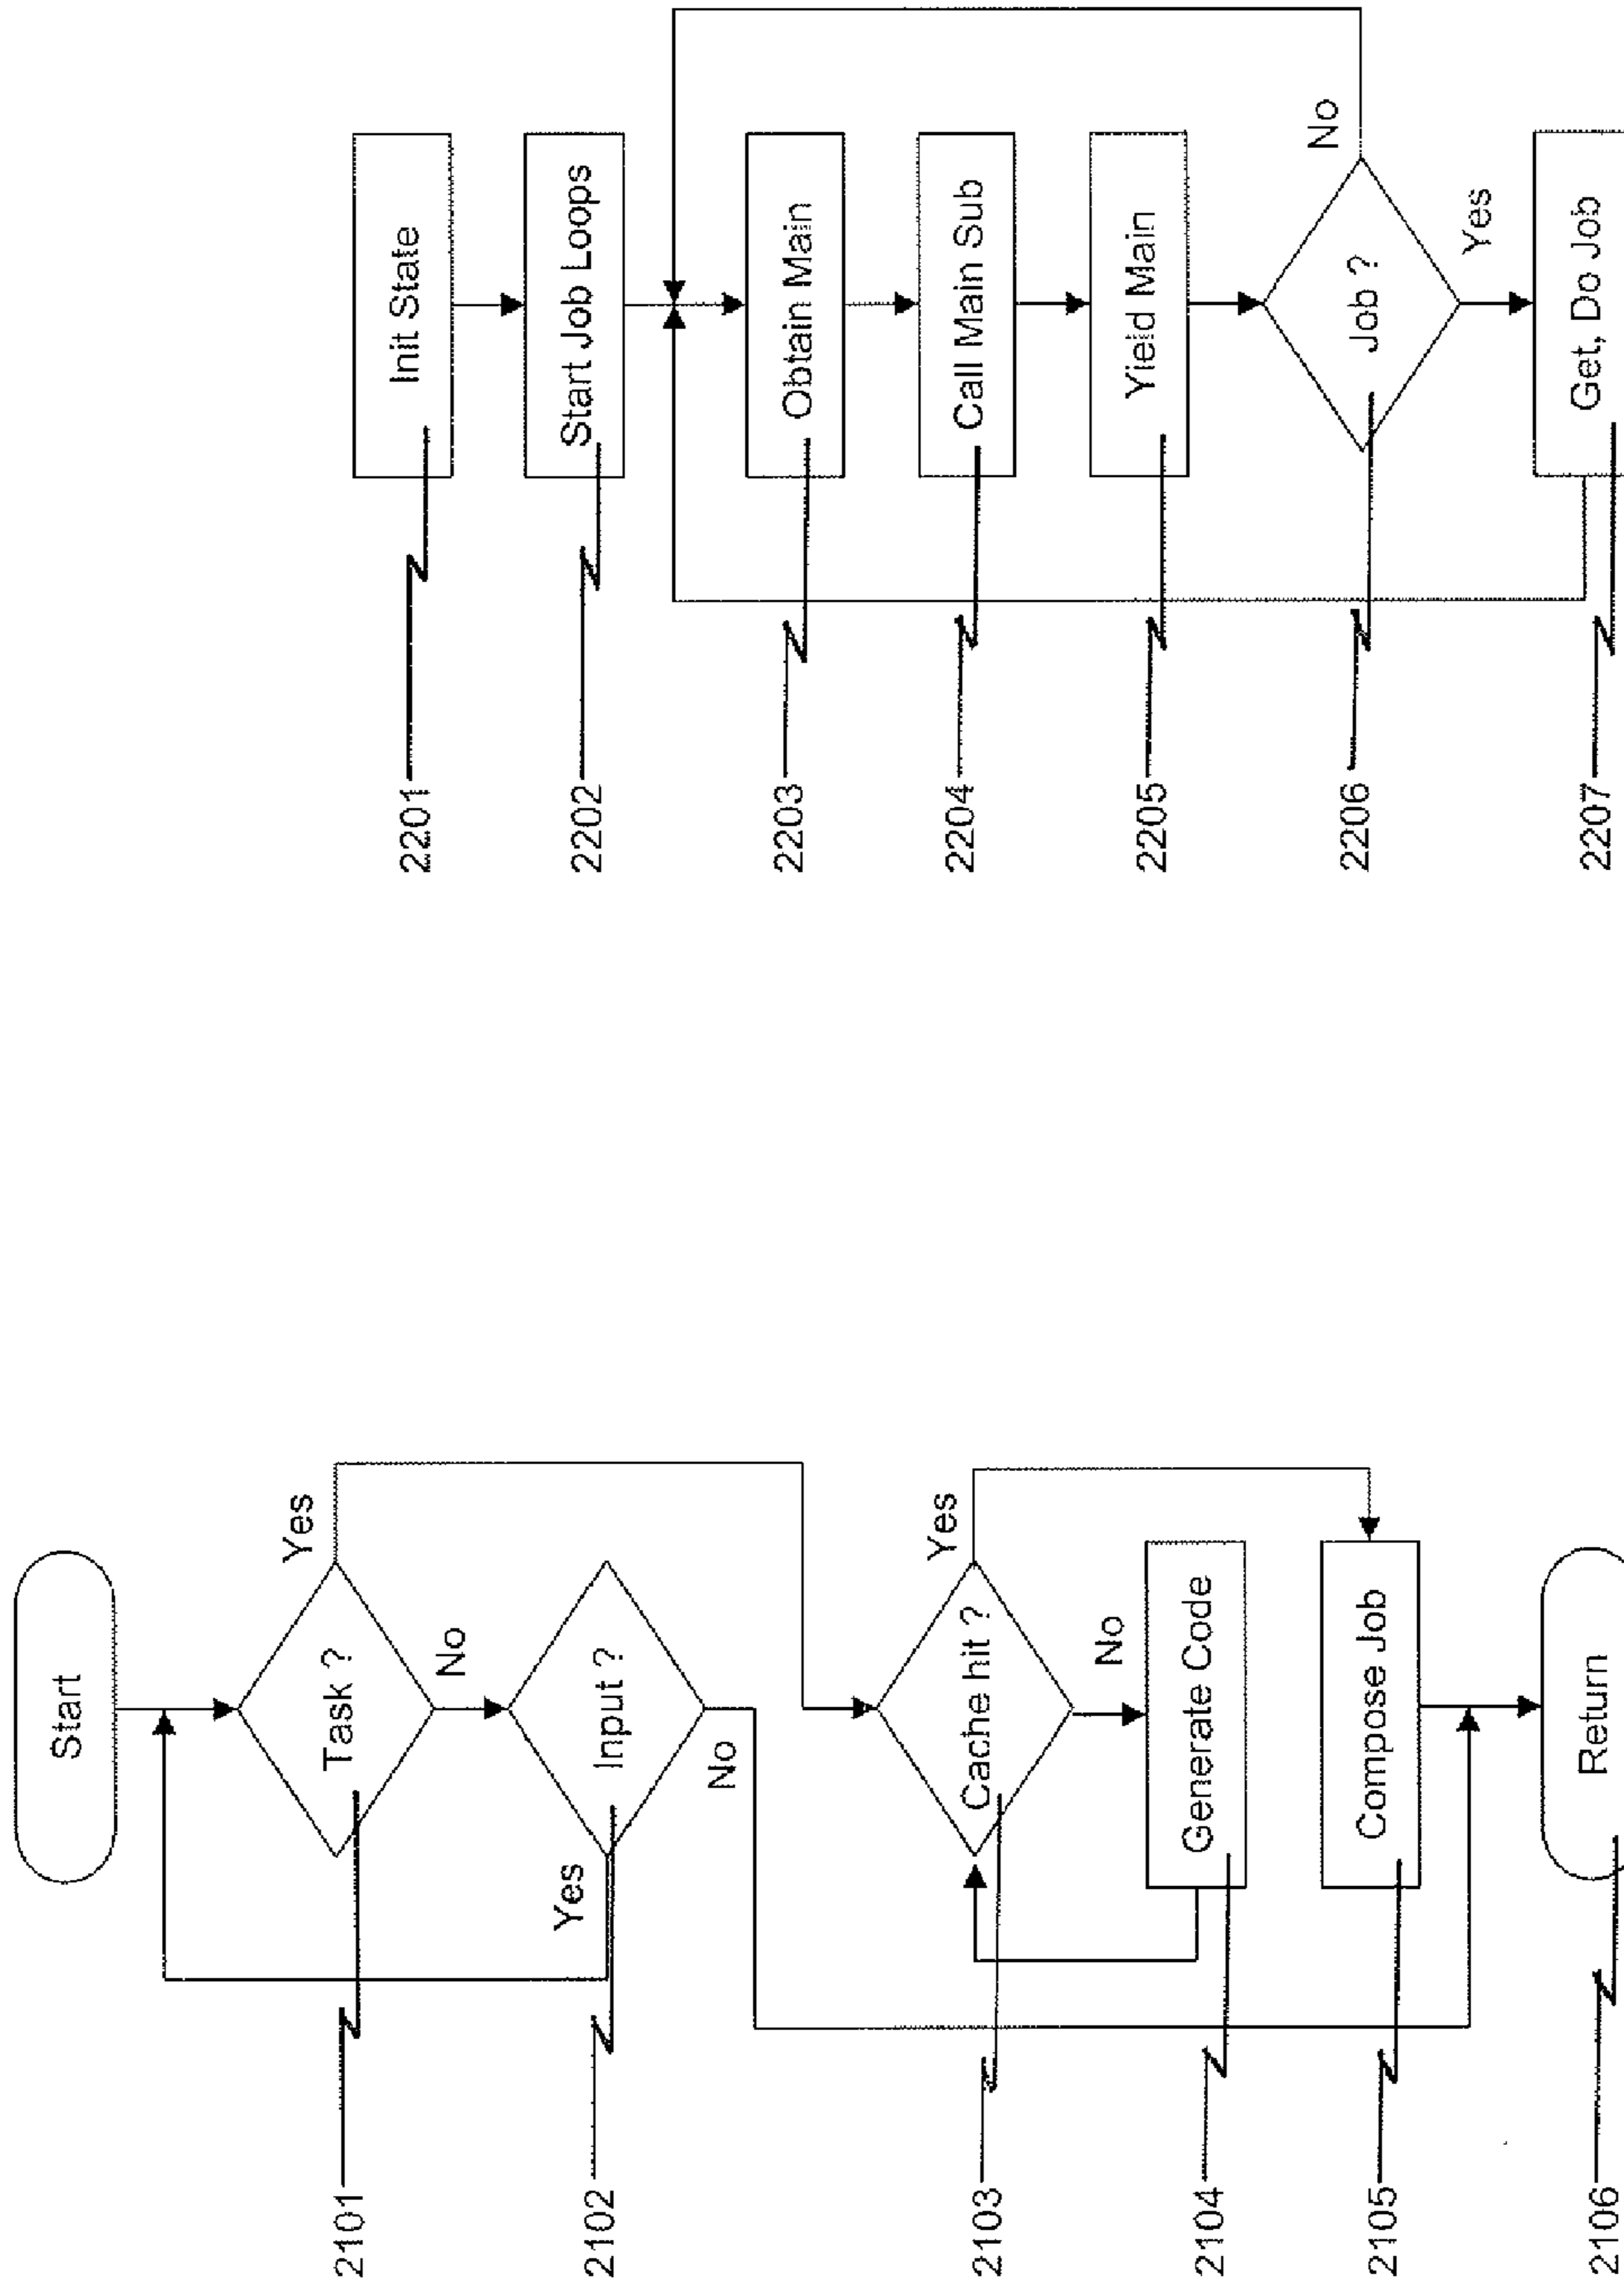 Start
Task ?
Yes
No
Input ?
Yes
No
Cache hit ?
Yes
No
Generate Code
Compose Job
Return
2101
2102
2103
2104
2105
2106
Init State
Start Job Loops
Obtain Main
Call Main Sub
Yield Main
Job ?
No
Yes
Get, Do Job
2201
2202
2203
2204
2205
2206
2207